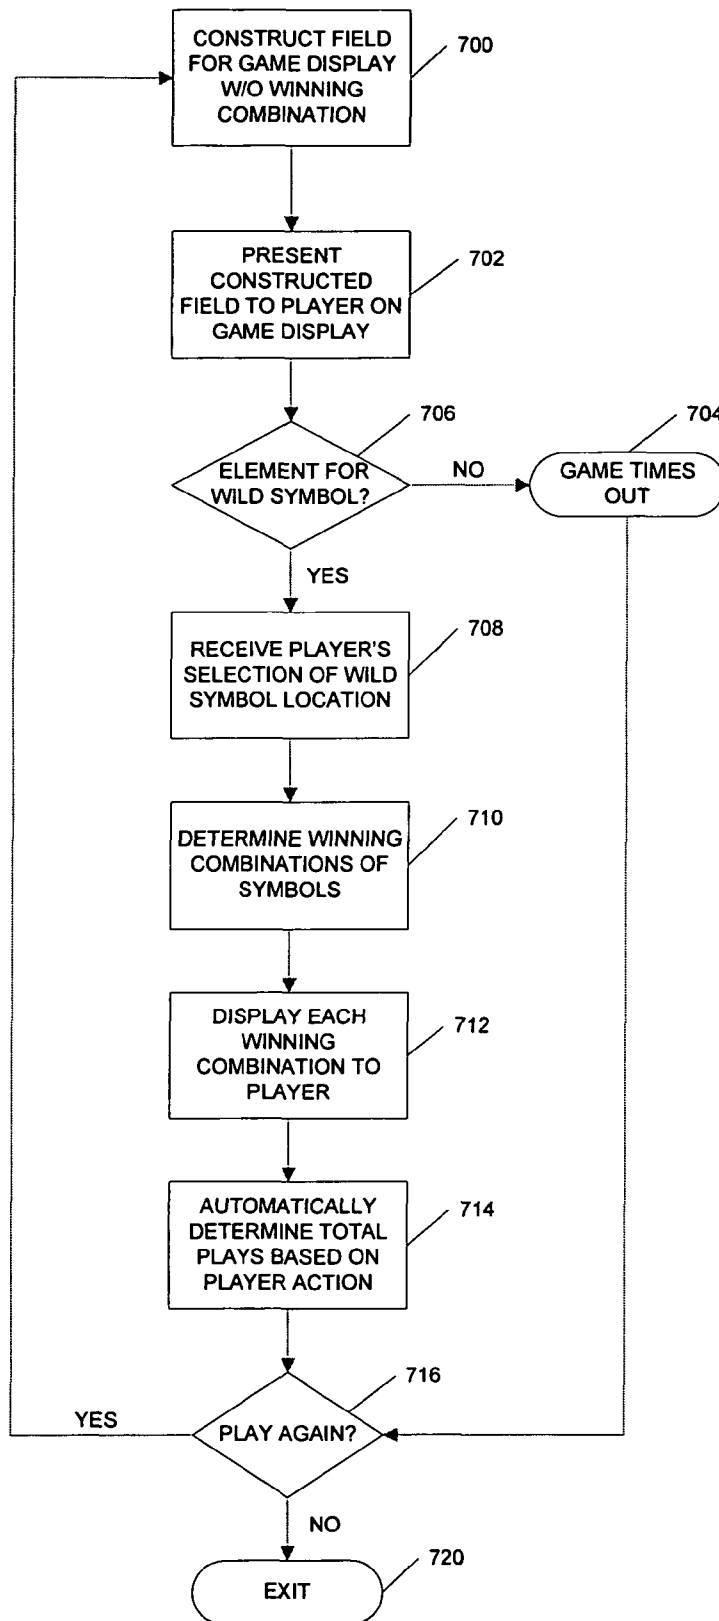 CONSTRUCT FIELD
FOR GAME DISPLAY
W/O WINNING
COMBINATION
700
PRESENT
CONSTRUCTED
FIELD TO PLAYER ON
GAME DISPLAY
702
706
704
ELEMENT FOR
WILD SYMBOL?
NO
GAME TIMES
OUT
YES
708
RECEIVE PLAYER'S
SELECTION OF WILD
SYMBOL LOCATION
710
DETERMINE WINNING
COMBINATIONS OF
SYMBOLS
DISPLAY EACH
WINNING
COMBINATION TO
PLAYER
712
AUTOMATICALLY
DETERMINE TOTAL
PLAYS BASED ON
PLAYER ACTION
714
716
YES
PLAY AGAIN?
NO
720
EXIT